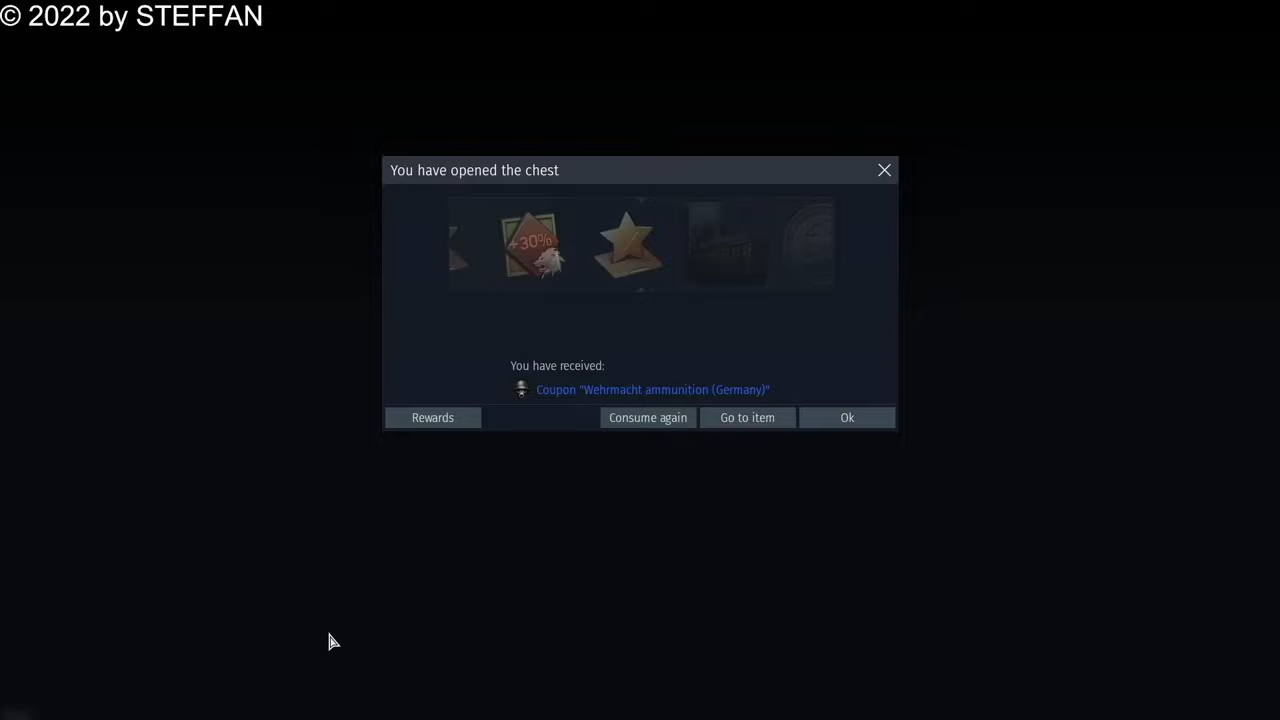 © 2022 by STEFFAN
You have opened the chest
+30%
You have received:
Coupon "Wehrmacht ammunition (Germany)"
Rewards
Consume again
Go to item
Ok